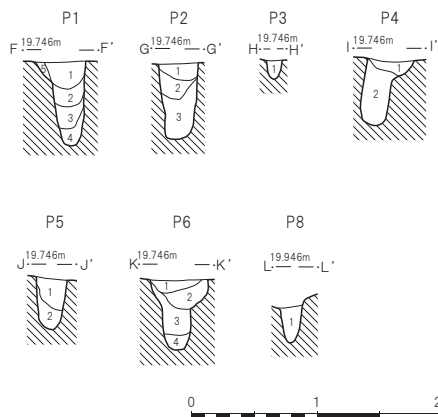 P1 P2 P3 P4
F 19.746m F' G 19.746m G' H 19.746m H' I 19.746m I'
5 1 2 3 4
1 2 3
1
1 2
P5 P6 P8
J 19.746m J' K 19.746m K' L 19.946m L'
1 2
1 2 3 4
1
0 1 2